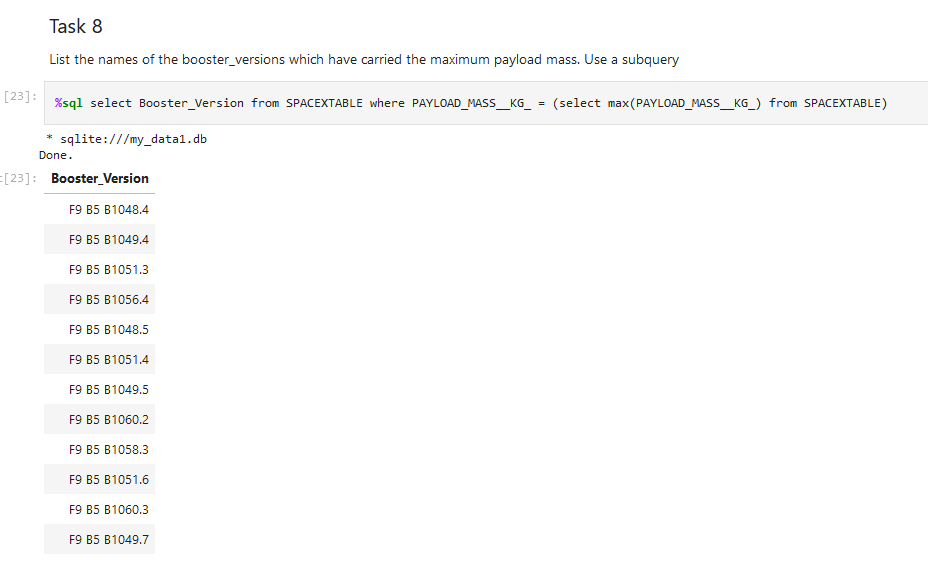 Task 8
List the names of the booster_versions which have carried the maximum payload mass. Use a subquery
[23]: %sql select Booster_Version from SPACEXTABLE where PAYLOAD_MASS__KG_ = (select max(PAYLOAD_MASS__KG_) from SPACEXTABLE)
* sqlite:///my_data1.db
Done.
t[23]: Booster_Version
F9 B5 B1048.4
F9 B5 B1049.4
F9 B5 B1051.3
F9 B5 B1056.4
F9 B5 B1048.5
F9 B5 B1051.4
F9 B5 B1049.5
F9 B5 B1060.2
F9 B5 B1058.3
F9 B5 B1051.6
F9 B5 B1060.3
F9 B5 B1049.7